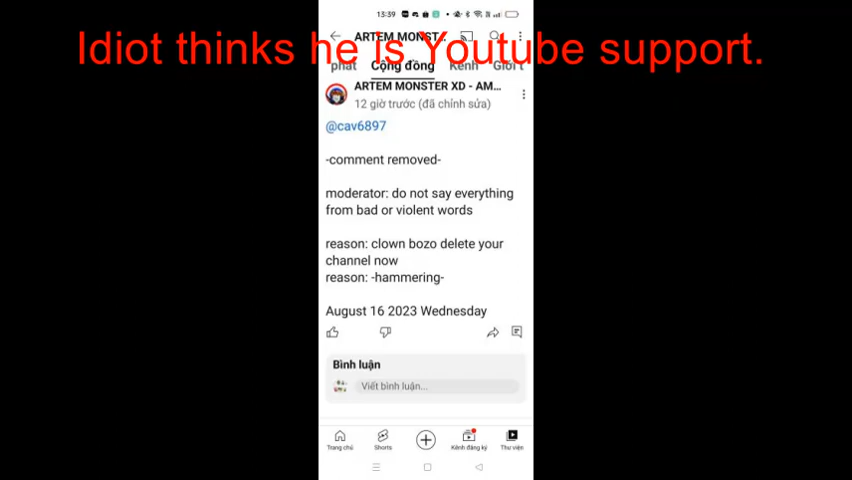 13:39
ARTEM MONST...
Idiot thinks he is Youtube support.
phát Cộng đồng Kênh Giới t
ARTEM MONSTER XD - AM...
12 giờ trước (đã chỉnh sửa)
@cav6897
-comment removed-
moderator: do not say everything
from bad or violent words
reason: clown bozo delete your
channel now
reason: -hammering-
August 16 2023 Wednesday
Bình luận
Viết bình luận...
Trang chủ Shorts Kênh đăng ký Thư viện